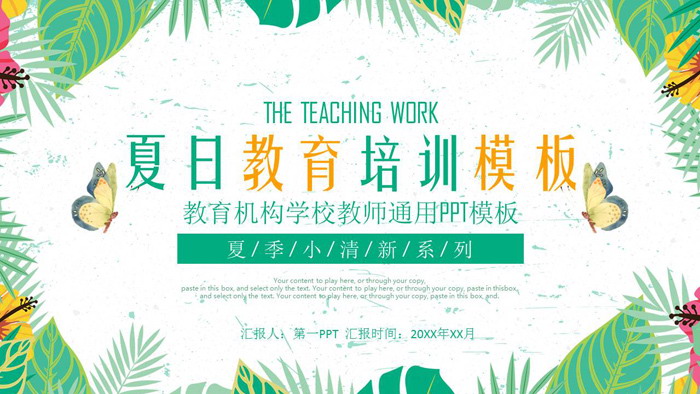 THE TEACHING WORK
夏日教育培训模板
教育机构学校教师通用PPT模板
夏/季/小/清/新/系/列
Your content to play here, or through your copy,
paste in this box, and select only the text. Your content to play here, or through your copy, paste in thisbox,
and select only the text. Your content to play here, or through your copy, paste in this box, and.
汇报人：第一PPT 汇报时间：20XX年XX月